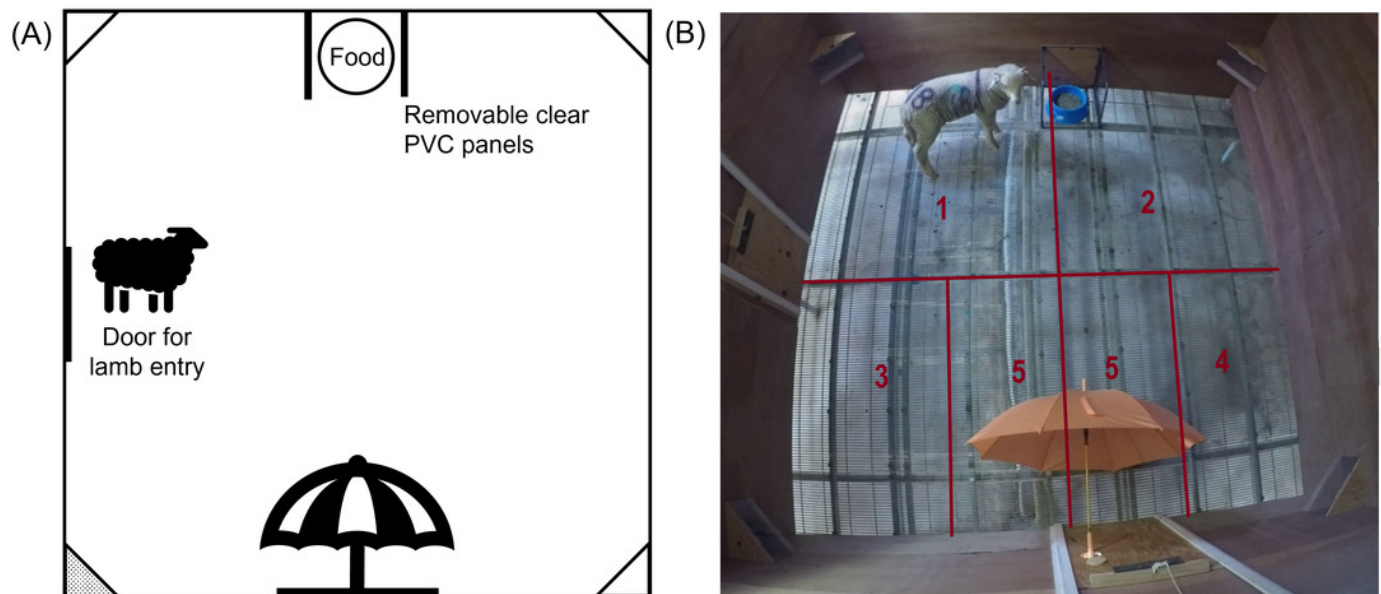 (A)
Food
Removable clear
PVC panels
Door for
lamb entry
(B)
1
2
3
5
5
4